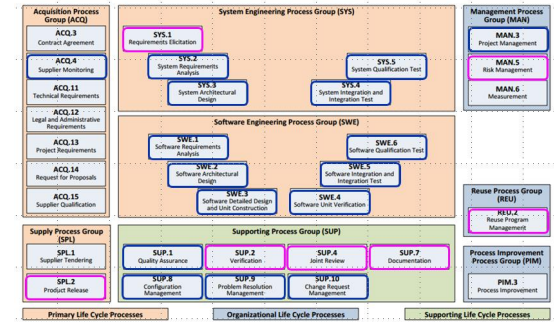 Acquisition Process
Group (ACQ)
ACQ.3
Contract Agreement
ACQ.4
Supplier Monitoring
ACQ.11
Technical Requirements
ACQ.12
Legal and Administrative
Requirements
ACQ.13
Project Requirements
ACQ.14
Request for Proposals
ACQ.15
Supplier Qualification
System Engineering Process Group (SYS)
SYS.1
Requirements Elicitation
SYS.2
System Requirements
Analysis
SYS.3
System Architectural
Design
SYS.5
System Qualification Test
SYS.4
System Integration and
Integration Test
Software Engineering Process Group (SWE)
SWE.1
Software Requirements
Analysis
SWE.2
Software Architectural
Design
SWE.3
Software Detailed Design
and Unit Construction
SWE.6
Software Qualification Test
SWE.5
Software Integration and
Integration Test
SWE.4
Software Unit Verification
Management Process
Group (MAN)
MAN.3
Project Management
MAN.5
Risk Management
MAN.6
Measurement
Reuse Process Group
(REU)
REU.2
Reuse Program
Management
Supply Process Group
(SPL)
SPL.1
Supplier Tendering
SPL.2
Product Release
Supporting Process Group (SUP)
SUP.1
Quality Assurance
SUP.2
Verification
SUP.4
Joint Review
SUP.7
Documentation
SUP.8
Configuration
Management
SUP.9
Problem Resolution
Management
SUP.10
Change Request
Management
Process Improvement
Process Group (PIM)
PIM.3
Process Improvement
Primary Life Cycle Processes
Organizational Life Cycle Processes
Supporting Life Cycle Processes